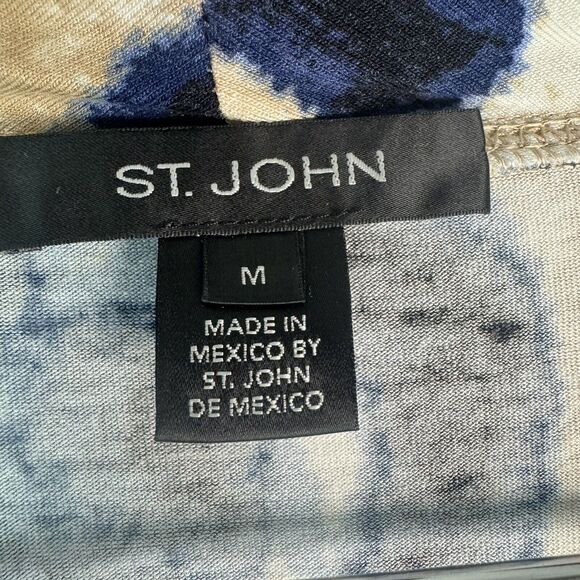 ST. JOHN
M
MADE IN
MEXICO BY
ST. JOHN
DE MEXICO